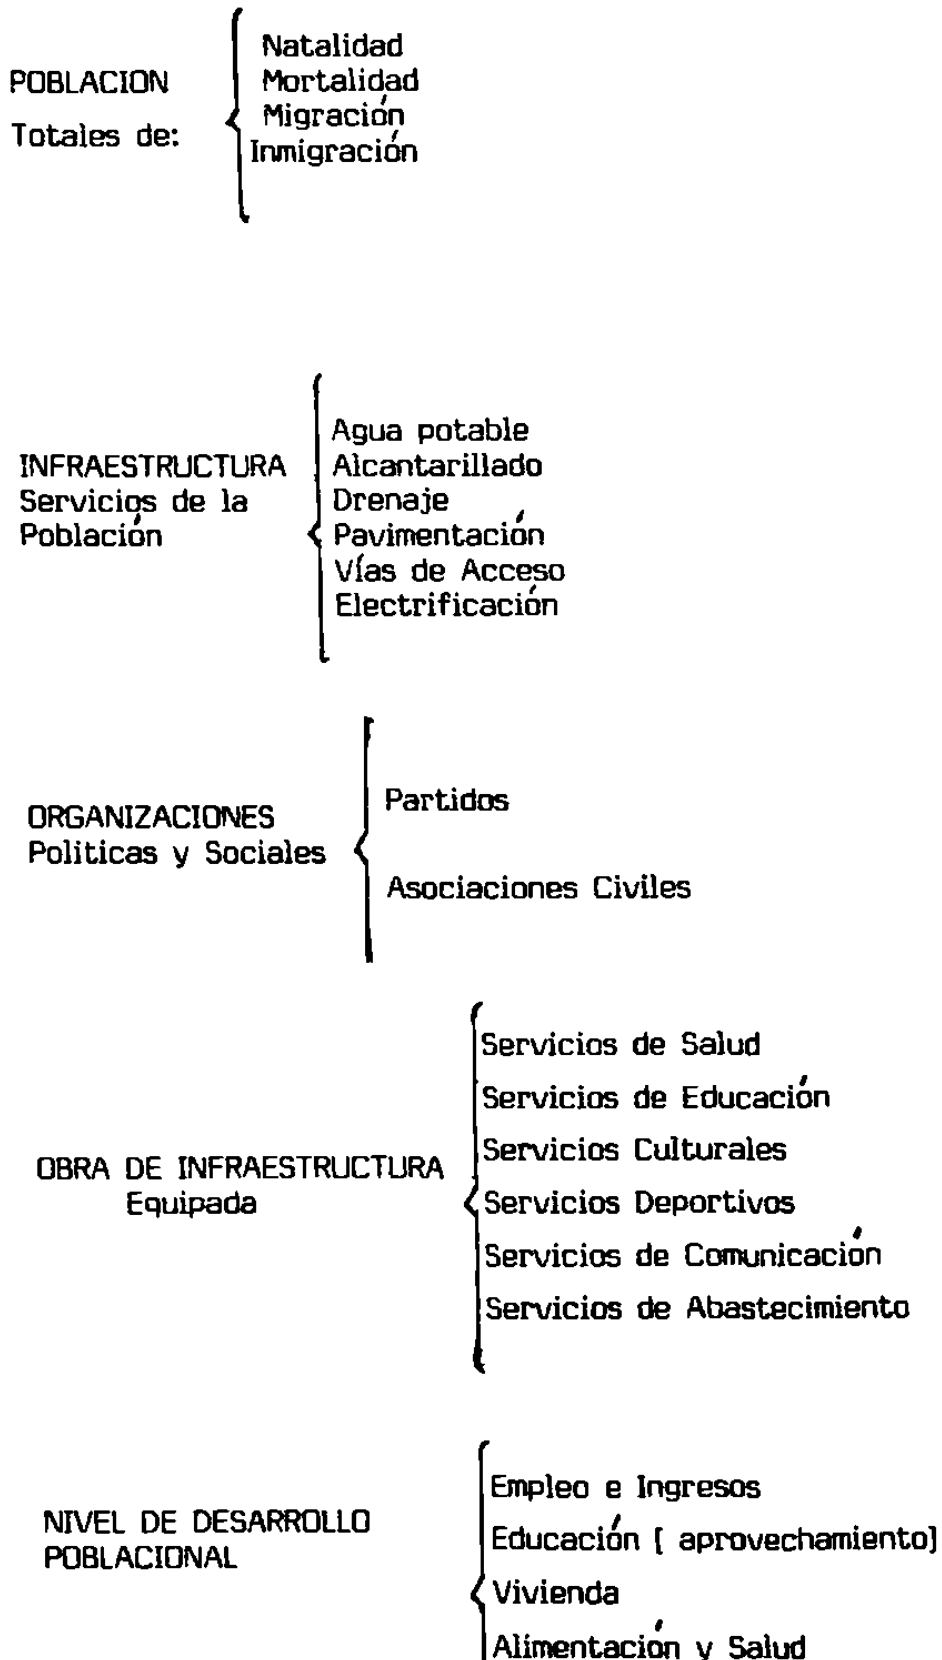 POBLACION
Totales de:
Natalidad
Mortalidad
Migración
Inmigración
INFRAESTRUCTURA
Servicios de la
Población
Agua potable
Alcantarillado
Drenaje
Pavimentación
Vías de Acceso
Electrificación
ORGANIZACIONES
Politicas y Sociales
Partidos
Asociaciones Civiles
OBRA DE INFRAESTRUCTURA
Equipada
Servicios de Salud
Servicios de Educación
Servicios Culturales
Servicios Deportivos
Servicios de Comunicación
Servicios de Abastecimiento
NIVEL DE DESARROLLO
POBLACIONAL
Empleo e Ingresos
Educación [ aprovechamiento]
Vivienda
Alimentación y Salud